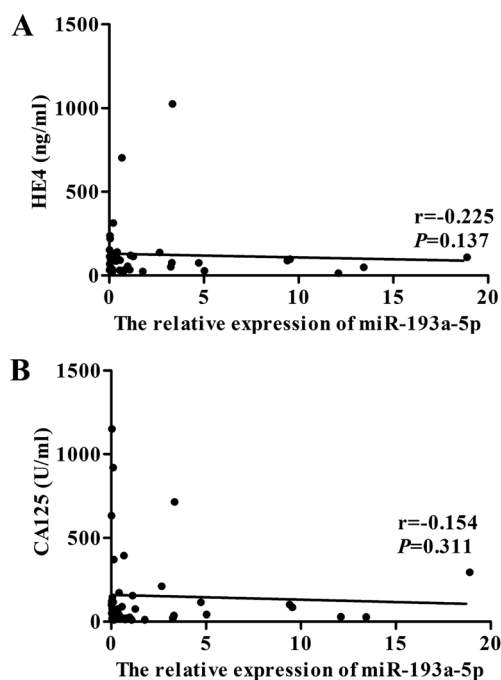 A
1500
1000
500
0
HE4 (ng/ml)
r=-0.225
P=0.137
0 5 10 15 20
The relative expression of miR-193a-5p
B
1500
1000
500
0
CA125 (U/ml)
r=-0.154
P=0.311
0 5 10 15 20
The relative expression of miR-193a-5p